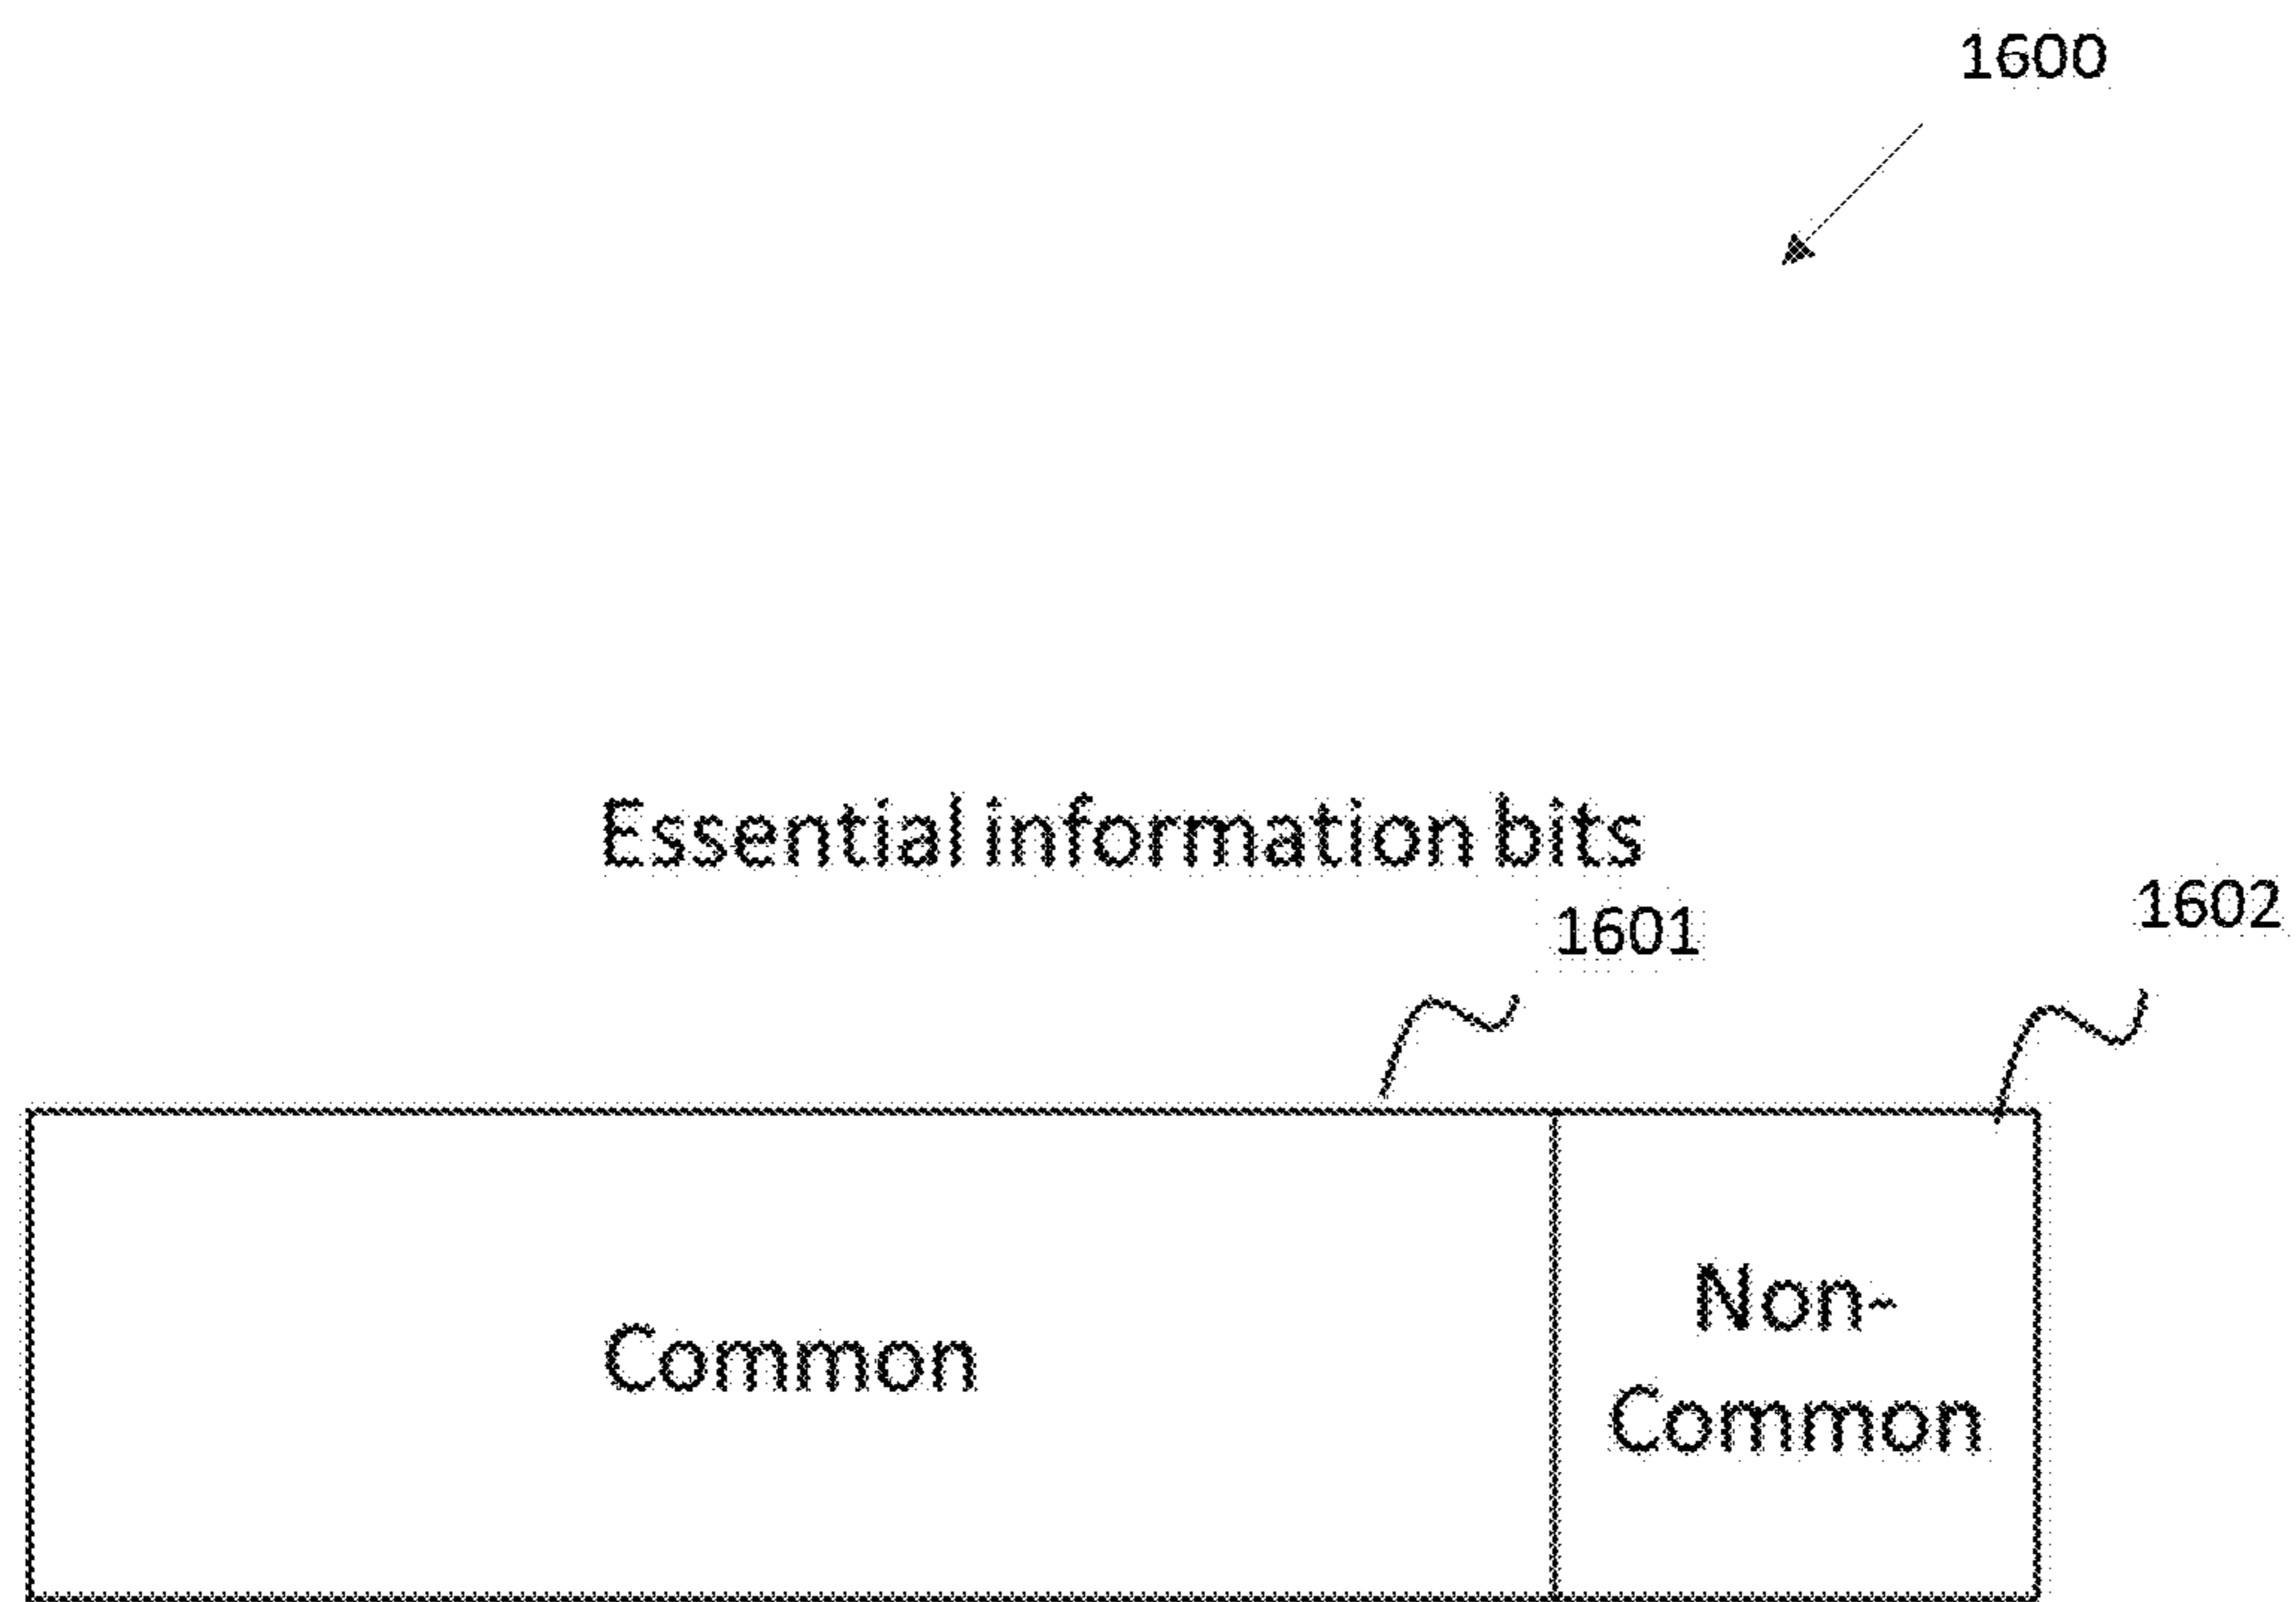 1600
Essential information bits
1601
1602
Common
Non-
Common